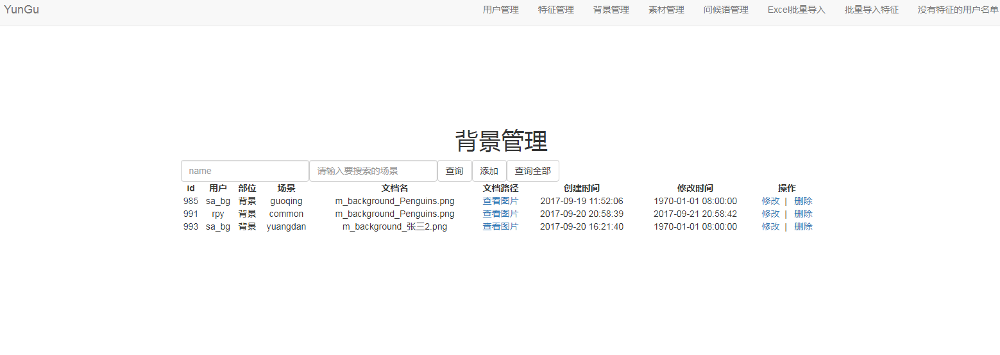 YunGu 用户管理 特征管理 背景管理 素材管理 问候语管理 Excel批量导入 批量导入特征 没有特征的用户名单
背景管理
name 请输入要搜索的场景 查询 添加 查询全部
id 用户 部位 场景 文档名 文档路径 创建时间 修改时间 操作
985 sa_bg 背景 guoqing m_background_Penguins.png 查看图片 2017-09-19 11:52:06 1970-01-01 08:00:00 修改 | 删除
991 rpy 背景 common m_background_Penguins.png 查看图片 2017-09-20 20:58:39 2017-09-21 20:58:42 修改 | 删除
993 sa_bg 背景 yuangdan m_background_张三2.png 查看图片 2017-09-20 16:21:40 1970-01-01 08:00:00 修改 | 删除